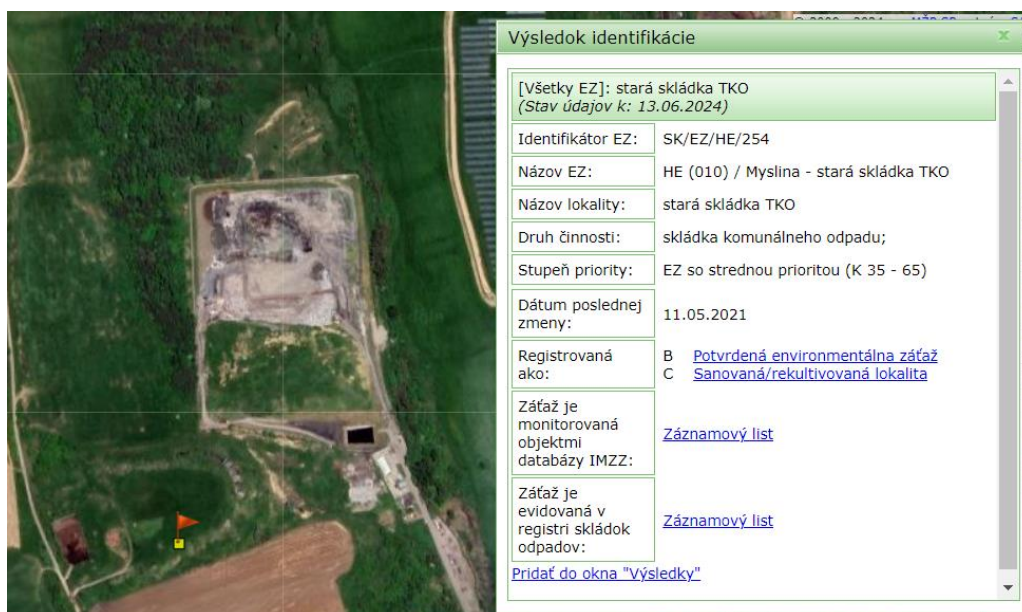 Výsledok identifikácie
[Všetky EZ]: stará skládka TKO
(Stav údajov k: 13.06.2024)
Identifikátor EZ: SK/EZ/HE/254
Názov EZ: HE (010) / Myslina - stará skládka TKO
Názov lokality: stará skládka TKO
Druh činnosti: skládka komunálneho odpadu;
Stupeň priority: EZ so strednou prioritou (K 35 - 65)
Dátum poslednej
zmeny:
11.05.2021
Registrovaná
ako:
B Potvrdená environmentálna záťaž
C Sanovaná/rekultivovaná lokalita
Záťaž je
monitorovaná
objektmi
databázy IMZZ:
Záznamový list
Záťaž je
evidovaná v
registri skládok
odpadov:
Záznamový list
Pridať do okna "Výsledky"